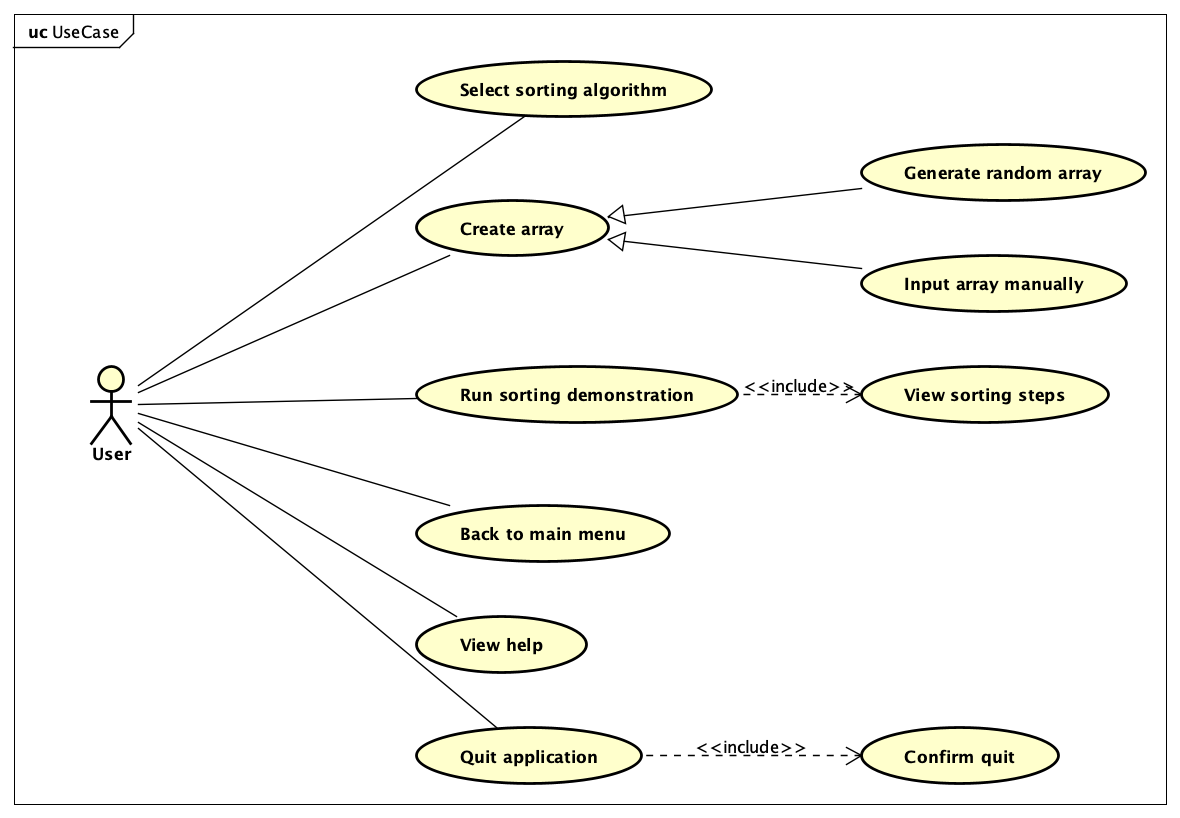 uc UseCase
Select sorting algorithm
Generate random array
Create array
Input array manually
Run sorting demonstration
<<include>>
View sorting steps
User
Back to main menu
View help
Quit application
<<include>>
Confirm quit